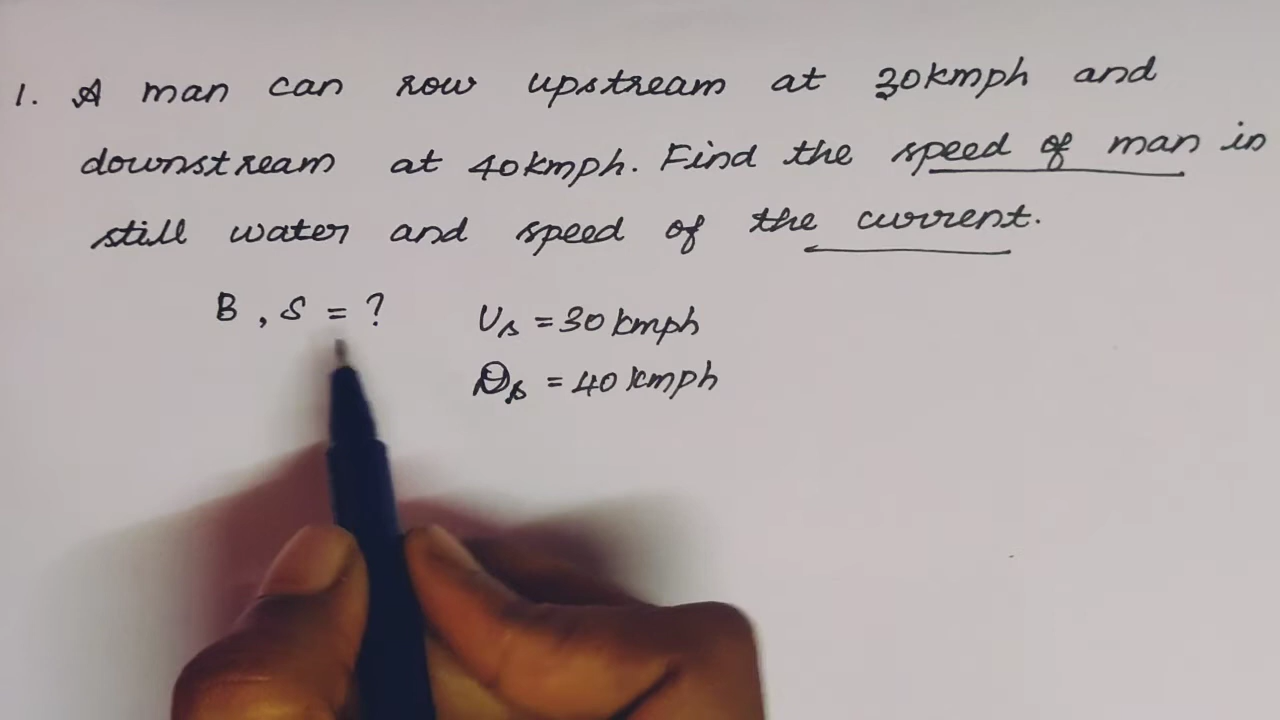 1. A man can row upstream at 30kmph and
downstream at 40kmph. Find the speed of man in
still water and speed of the current.
B, S = ? Us = 30 kmph
Ds = 40 kmph